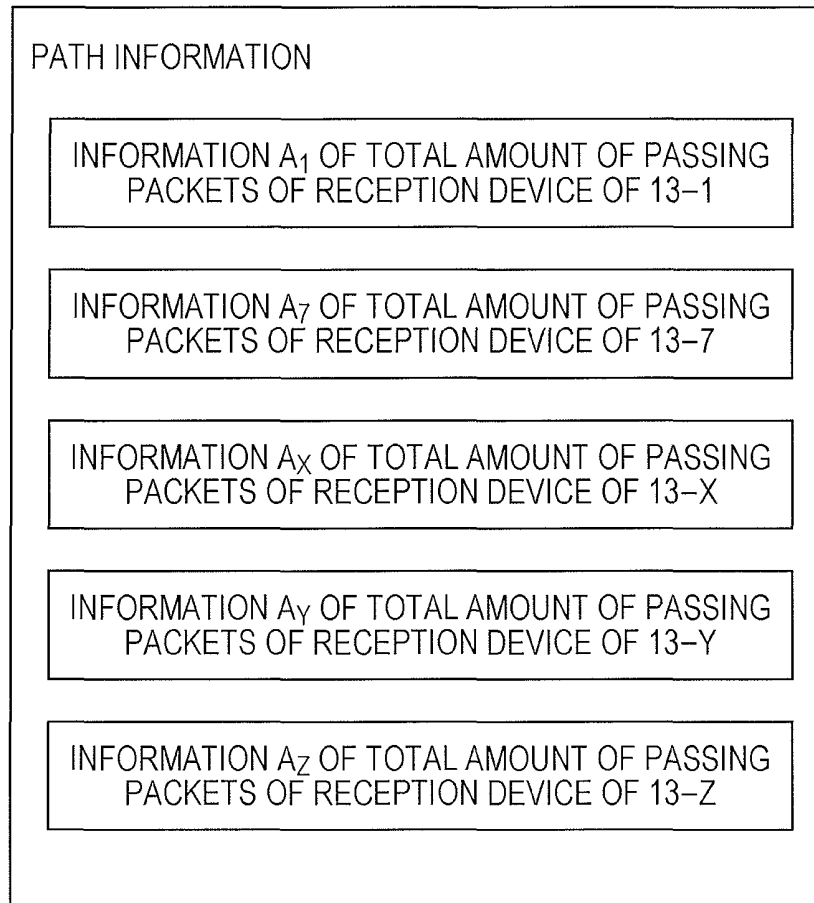 PATH INFORMATION
INFORMATION A₁ OF TOTAL AMOUNT OF PASSING
PACKETS OF RECEPTION DEVICE OF 13–1
INFORMATION A₇ OF TOTAL AMOUNT OF PASSING
PACKETS OF RECEPTION DEVICE OF 13–7
INFORMATION AX OF TOTAL AMOUNT OF PASSING
PACKETS OF RECEPTION DEVICE OF 13–X
INFORMATION AY OF TOTAL AMOUNT OF PASSING
PACKETS OF RECEPTION DEVICE OF 13–Y
INFORMATION AZ OF TOTAL AMOUNT OF PASSING
PACKETS OF RECEPTION DEVICE OF 13–Z